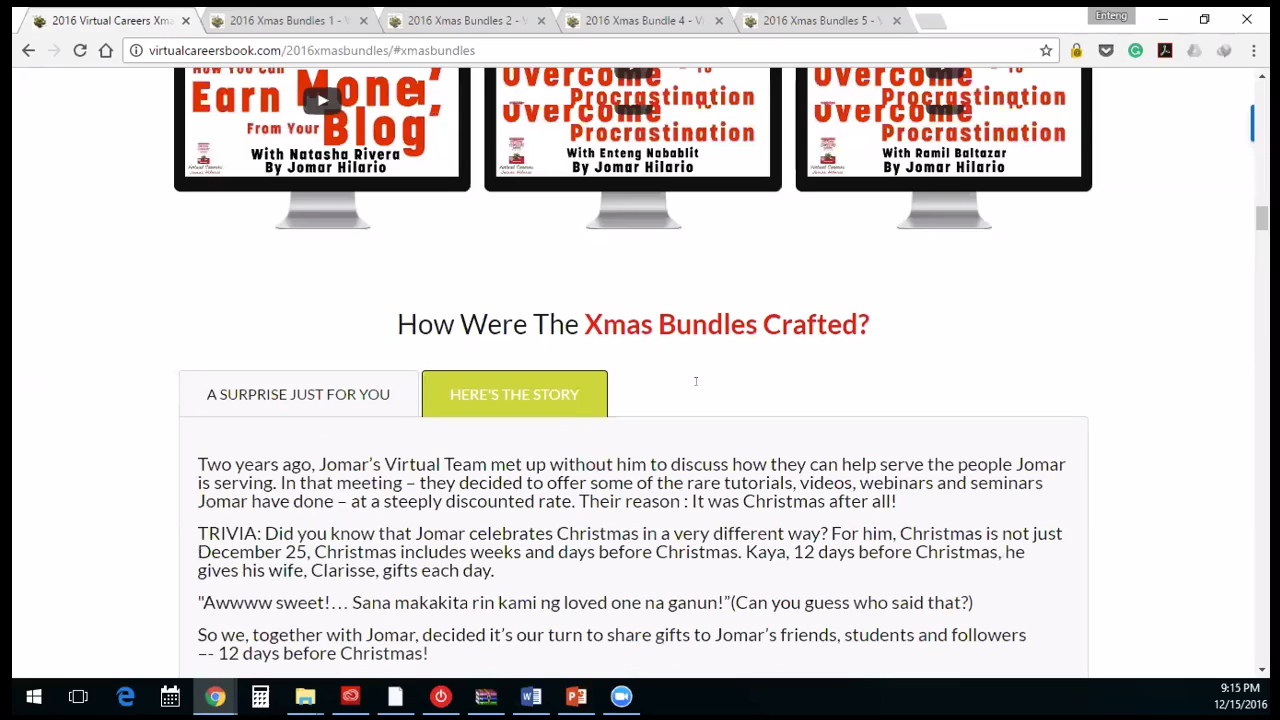 2016 Virtual Careers Xma
2016 Xmas Bundles 1 - V
2016 Xmas Bundles 2 - V
2016 Xmas Bundle 4 - Vi
2016 Xmas Bundles 5 - V
Enteng
virtualcareersbook.com/2016xmasbundles/#xmasbundles
How You Can
Earn Money
From Your Blog
With Natasha Rivera
By Jomar Hilario
Overcome
Procrastination
Overcome
Procrastination
With Enteng Nabablit
By Jomar Hilario
Overcome
Procrastination
Overcome
Procrastination
With Ramil Baltazar
By Jomar Hilario
How Were The Xmas Bundles Crafted?
A SURPRISE JUST FOR YOU
HERE'S THE STORY
Two years ago, Jomar's Virtual Team met up without him to discuss how they can help serve the people Jomar
is serving. In that meeting – they decided to offer some of the rare tutorials, videos, webinars and seminars
Jomar have done – at a steeply discounted rate. Their reason : It was Christmas after all!
TRIVIA: Did you know that Jomar celebrates Christmas in a very different way? For him, Christmas is not just
December 25, Christmas includes weeks and days before Christmas. Kaya, 12 days before Christmas, he
gives his wife, Clarisse, gifts each day.
"Awwww sweet!… Sana makakita rin kami ng loved one na ganun!"(Can you guess who said that?)
So we, together with Jomar, decided it's our turn to share gifts to Jomar's friends, students and followers
–- 12 days before Christmas!
9:15 PM
12/15/2016